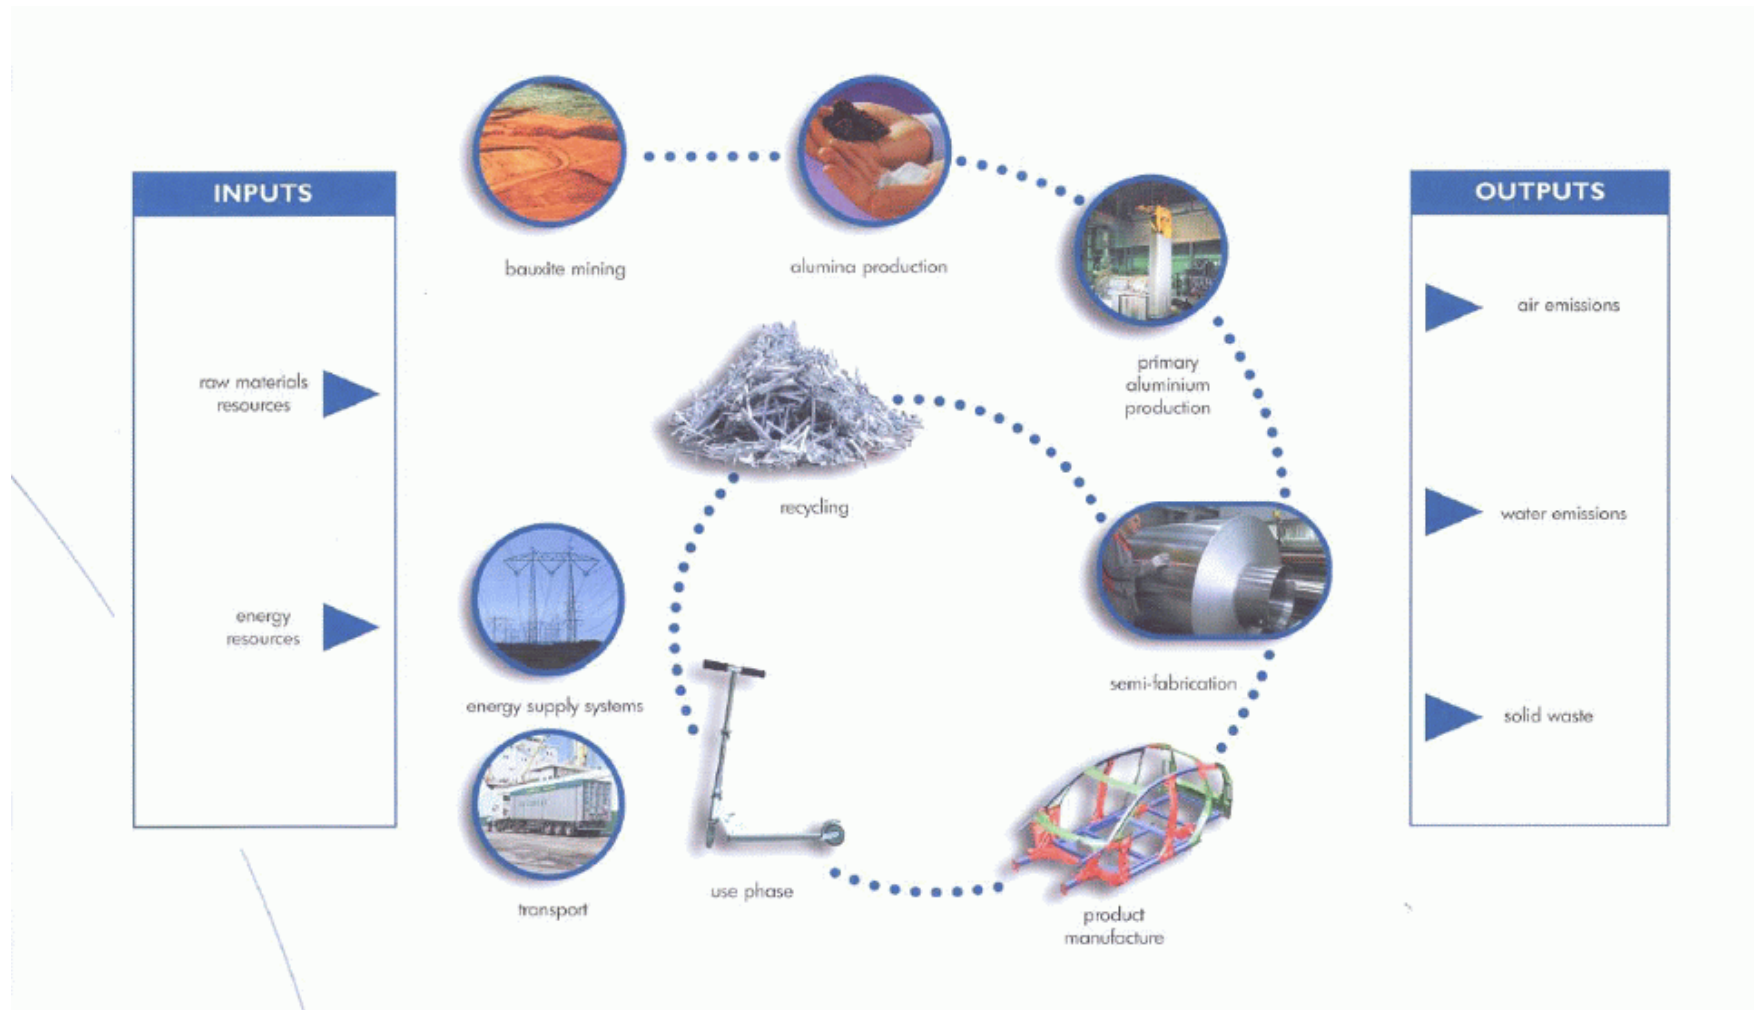 INPUTS
raw materials
resources
energy
resources
bauxite mining
alumina production
primary
aluminium
production
recycling
semi-fabrication
energy supply systems
transport
use phase
product
manufacture
OUTPUTS
air emissions
water emissions
solid waste